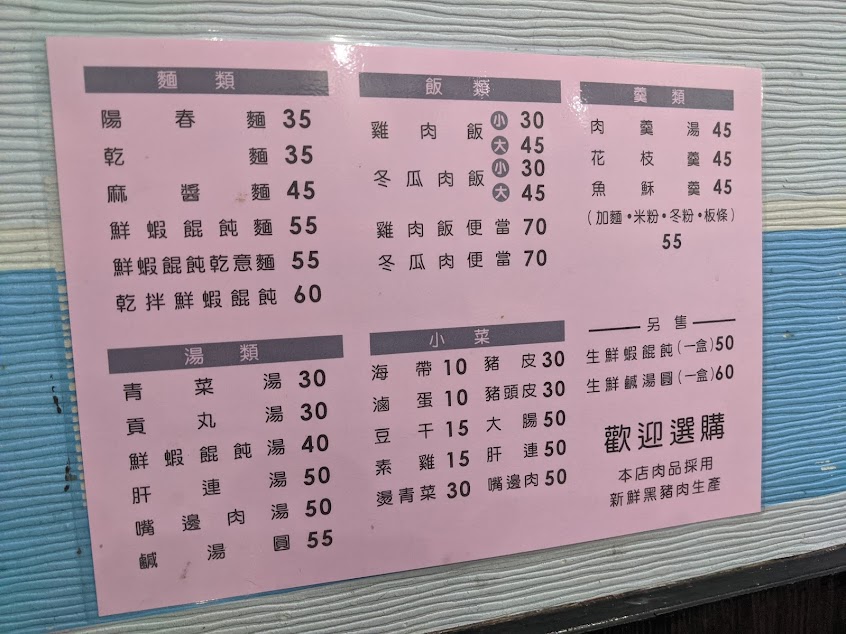 麵類
陽春麵 35
乾麵 35
麻醬麵 45
鮮蝦餛飩麵 55
鮮蝦餛飩乾意麵 55
乾拌鮮蝦餛飩 60
飯類
雞肉飯 小 30
大 45
冬瓜肉飯 小 30
大 45
雞肉飯便當 70
冬瓜肉便當 70
羹類
肉羹湯 45
花枝羹 45
魚酥羹 45
(加麵•米粉•冬粉•板條)
55
湯類
青菜湯 30
貢丸湯 30
鮮蝦餛飩湯 40
肝連湯 50
嘴邊肉湯 50
鹹湯圓 55
小菜
海帶 10 豬皮 30
滷蛋 10 豬頭皮 30
豆干 15 大腸 50
素雞 15 肝連 50
燙青菜 30 嘴邊肉 50
另售
生鮮蝦餛飩(一盒)50
生鮮鹹湯圓(一盒)60
歡迎選購
本店肉品採用
新鮮黑豬肉生產